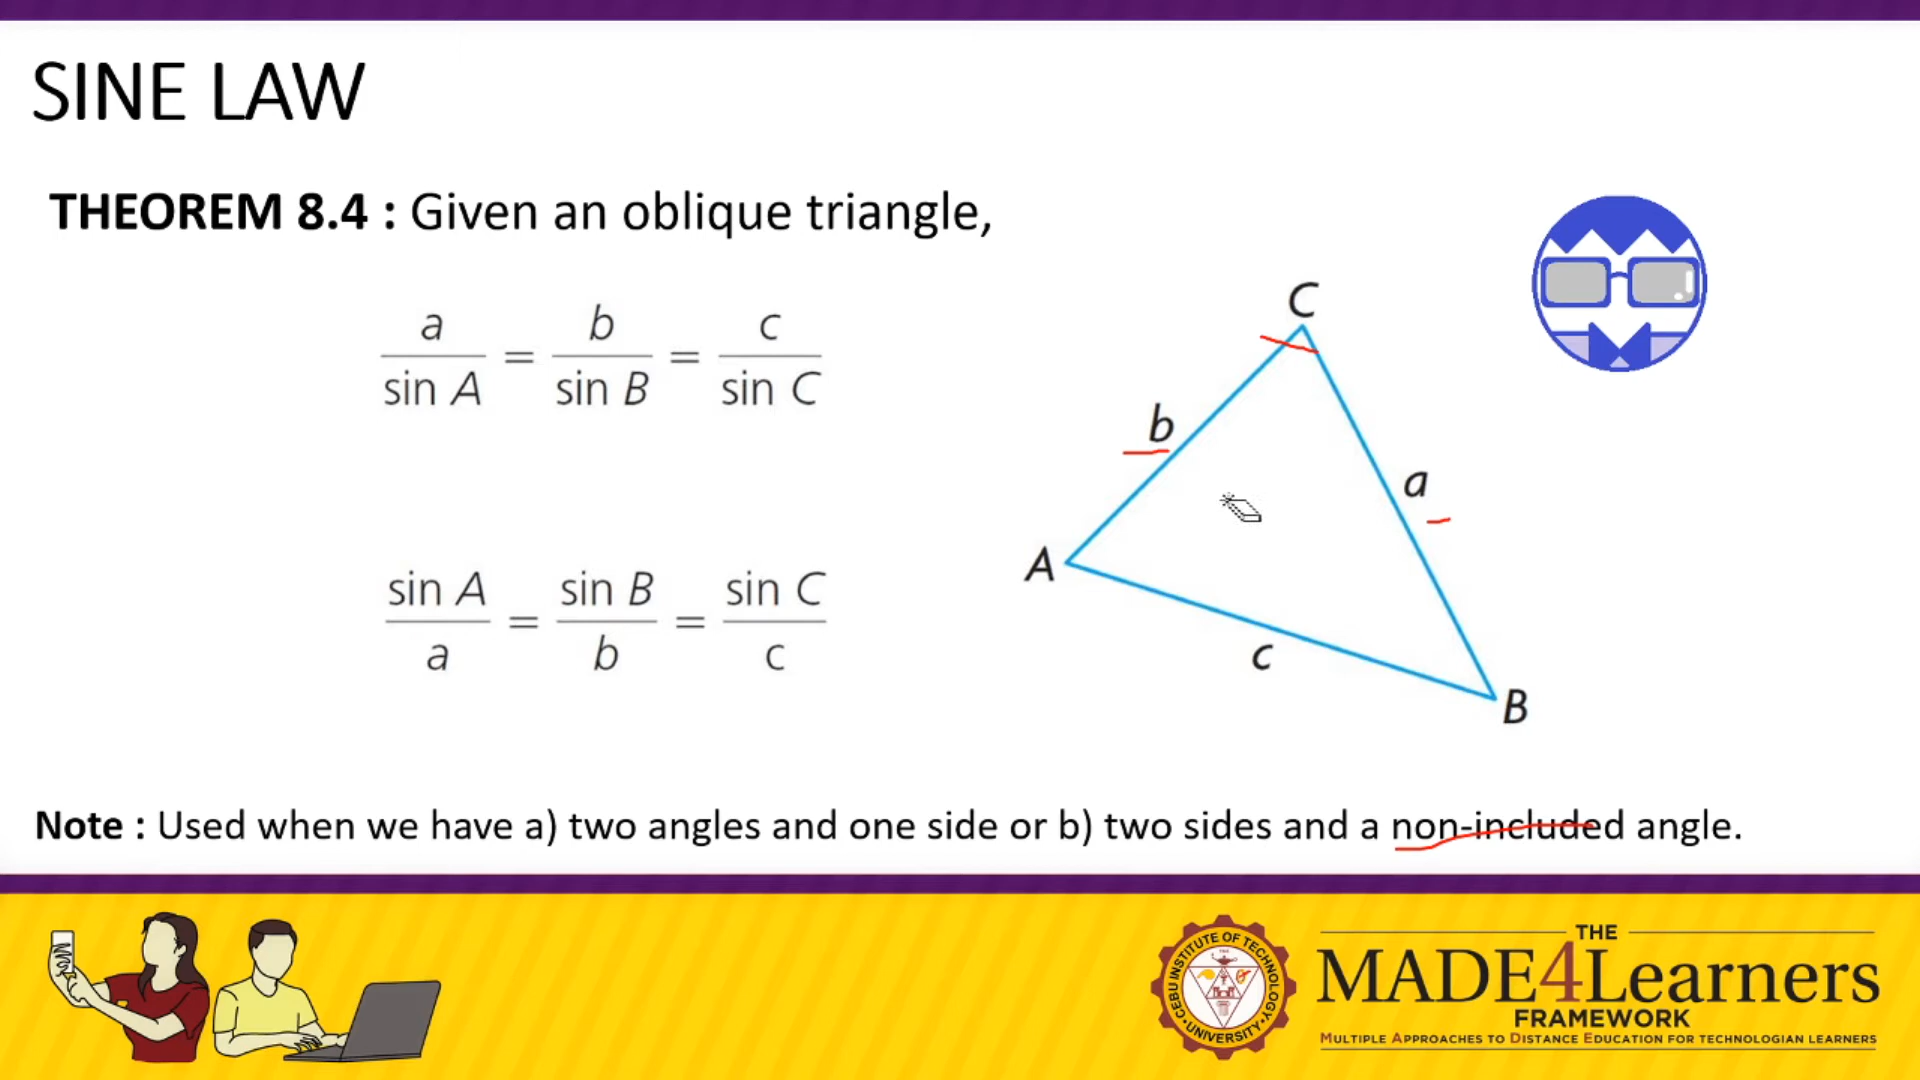 SINE LAW
THEOREM 8.4 : Given an oblique triangle,
a/sin A = b/sin B = c/sin C
sin A/a = sin B/b = sin C/c
C
b
a
A
c
B
Note : Used when we have a) two angles and one side or b) two sides and a non-included angle.
CEBU INSTITUTE OF TECHNOLOGY
• UNIVERSITY •
THE
MADE4Learners
FRAMEWORK
MULTIPLE APPROACHES TO DISTANCE EDUCATION FOR TECHNOLOGIAN LEARNERS